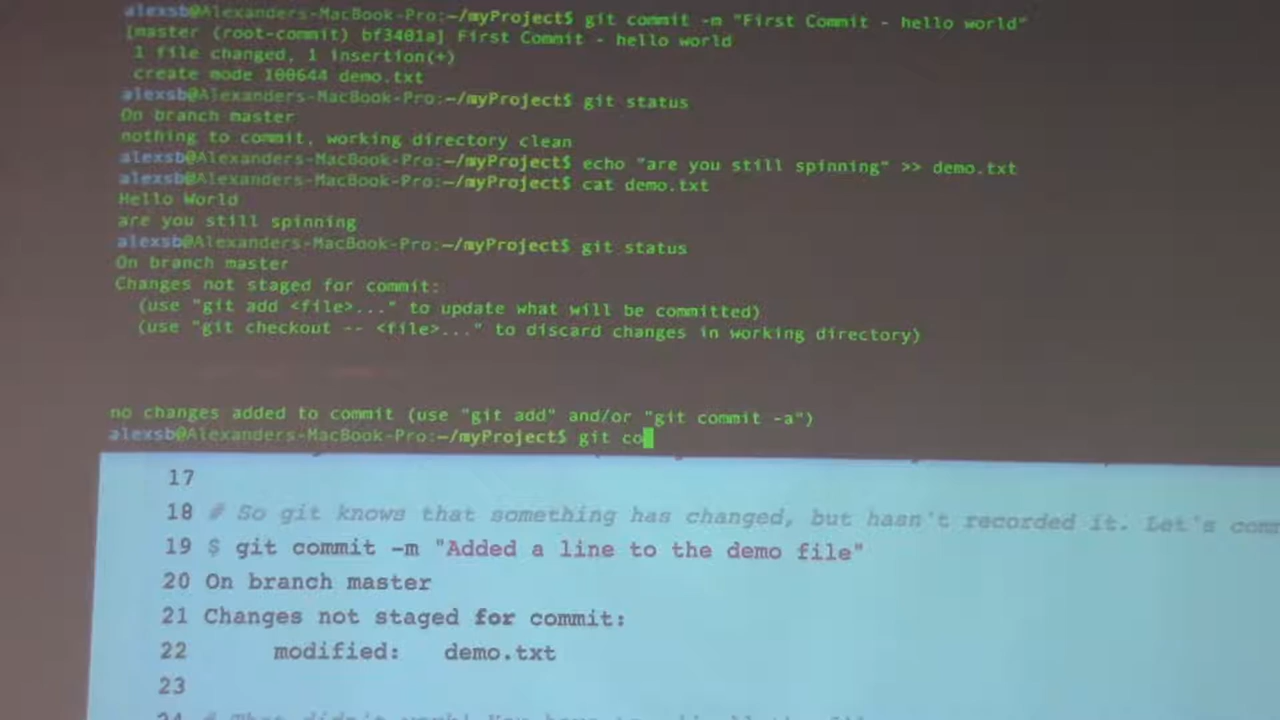 alexsb@Alexanders-MacBook-Pro:~/myProject$ git commit -m "First Commit - hello world"
[master (root-commit) bf3401a] First Commit - hello world
1 file changed, 1 insertion(+)
create mode 100644 demo.txt
alexsb@Alexanders-MacBook-Pro:~/myProject$ git status
On branch master
nothing to commit, working directory clean
alexsb@Alexanders-MacBook-Pro:~/myProject$ echo "are you still spinning" >> demo.txt
alexsb@Alexanders-MacBook-Pro:~/myProject$ cat demo.txt
Hello World
are you still spinning
alexsb@Alexanders-MacBook-Pro:~/myProject$ git status
On branch master
Changes not staged for commit:
(use "git add <file>..." to update what will be committed)
(use "git checkout -- <file>..." to discard changes in working directory)
no changes added to commit (use "git add" and/or "git commit -a")
alexsb@Alexanders-MacBook-Pro:~/myProject$ git co
17
18 # So git knows that something has changed, but hasn't recorded it. Let's
19 $ git commit -m "Added a line to the demo file"
20 On branch master
21 Changes not staged for commit:
22 modified: demo.txt
23